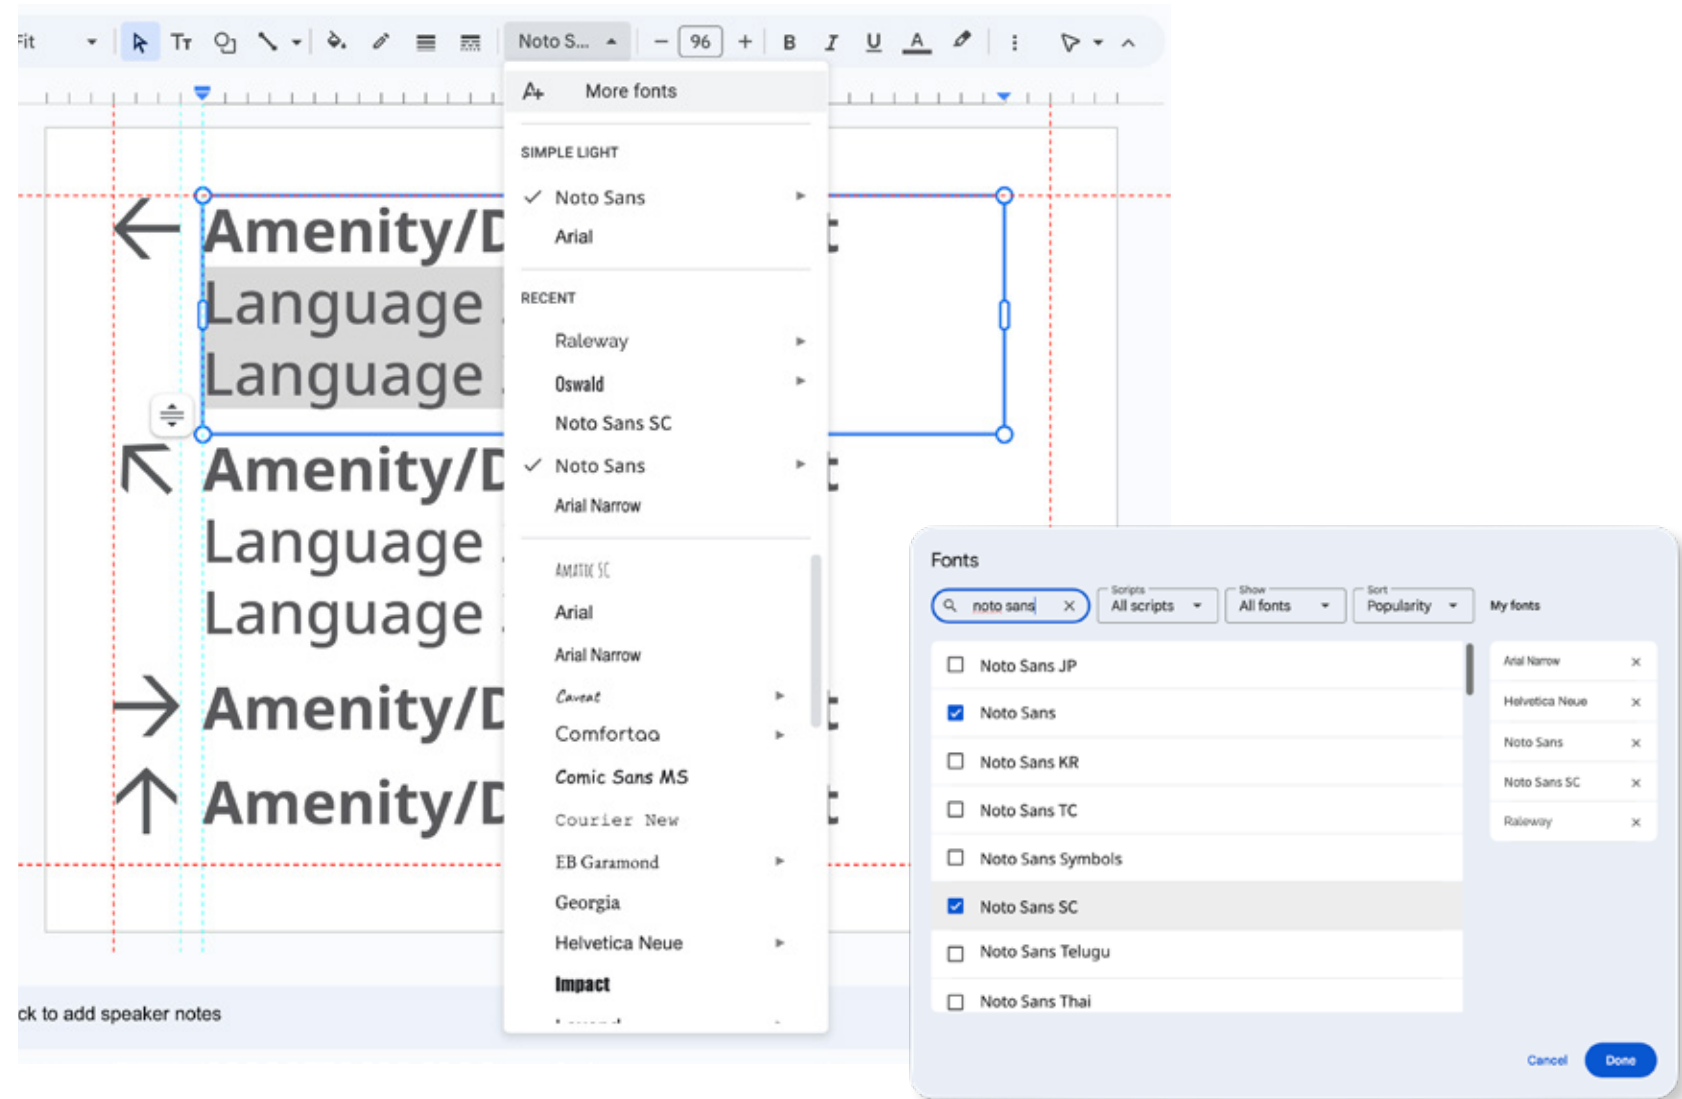 Fit
Noto S...
96
B
I
U
A
More fonts
SIMPLE LIGHT
Noto Sans
Arial
RECENT
Raleway
Oswald
Noto Sans SC
Noto Sans
Arial Narrow
AMATIC SC
Arial
Arial Narrow
Caveat
Comfortaa
Comic Sans MS
Courier New
EB Garamond
Georgia
Helvetica Neue
Impact
Amenity/D
Language
Language
Amenity/D
Language
Language
Amenity/D
Amenity/D
ck to add speaker notes
Fonts
noto sans
Scripts
All scripts
Show
All fonts
Sort
Popularity
My fonts
Noto Sans JP
Noto Sans
Noto Sans KR
Noto Sans TC
Noto Sans Symbols
Noto Sans SC
Noto Sans Telugu
Noto Sans Thai
Arial Narrow
Helvetica Neue
Noto Sans
Noto Sans SC
Raleway
Cancel
Done